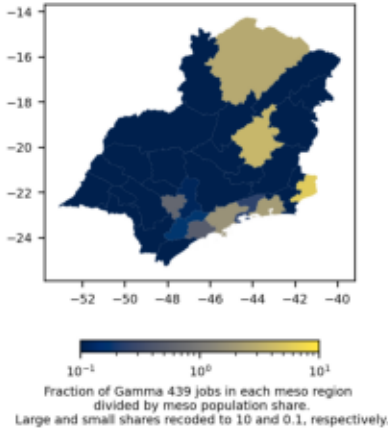 −14
−16
−18
−20
−22
−24
−52 −50 −48 −46 −44 −42 −40
10⁻¹ 10⁰ 10¹
Fraction of Gamma 439 jobs in each meso region
divided by meso population share.
Large and small shares recoded to 10 and 0.1, respectively.